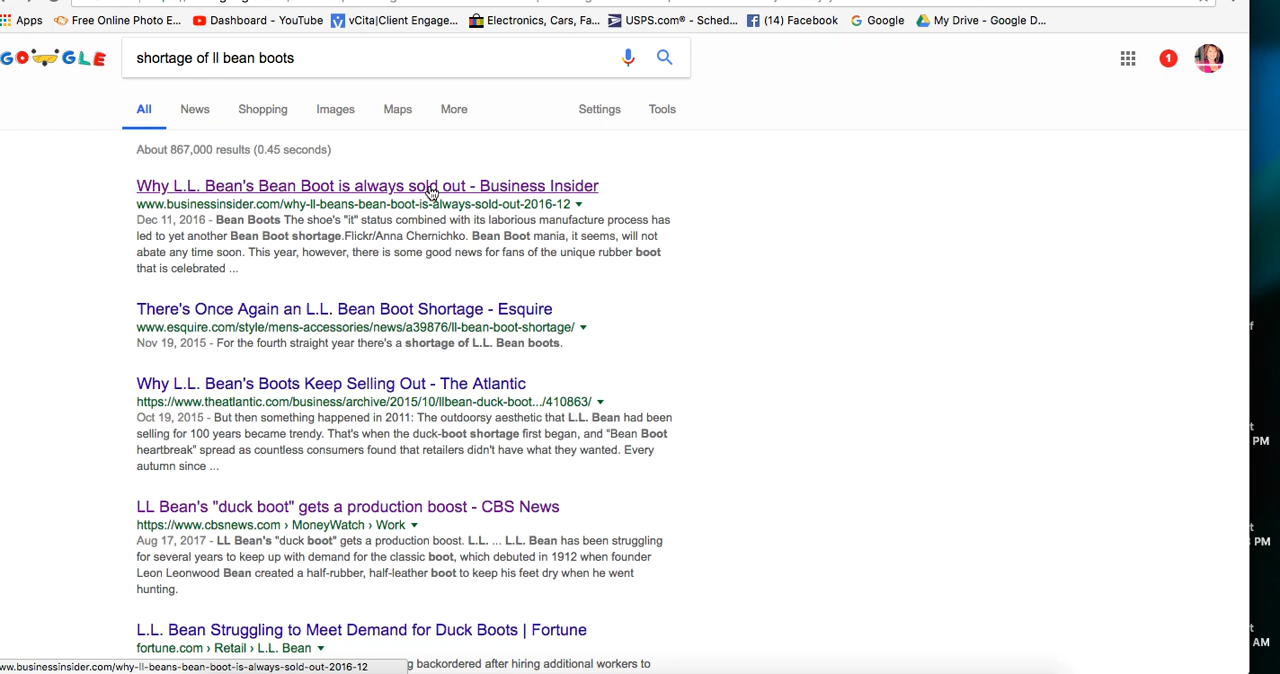 Apps Free Online Photo E... Dashboard - YouTube vCita|Client Engage... Electronics, Cars, Fa... USPS.com® - Sched... (14) Facebook Google My Drive - Google D...
GOOGLE shortage of ll bean boots 1
All News Shopping Images Maps More Settings Tools
About 867,000 results (0.45 seconds)
Why L.L. Bean's Bean Boot is always sold out - Business Insider
www.businessinsider.com/why-ll-beans-bean-boot-is-always-sold-out-2016-12
Dec 11, 2016 - Bean Boots The shoe's "it" status combined with its laborious manufacture process has
led to yet another Bean Boot shortage.Flickr/Anna Chernichko. Bean Boot mania, it seems, will not
abate any time soon. This year, however, there is some good news for fans of the unique rubber boot
that is celebrated ...
There's Once Again an L.L. Bean Boot Shortage - Esquire
www.esquire.com/style/mens-accessories/news/a39876/ll-bean-boot-shortage/
Nov 19, 2015 - For the fourth straight year there's a shortage of L.L. Bean boots.
Why L.L. Bean's Boots Keep Selling Out - The Atlantic
https://www.theatlantic.com/business/archive/2015/10/llbean-duck-boot.../410863/
Oct 19, 2015 - But then something happened in 2011: The outdoorsy aesthetic that L.L. Bean had been
selling for 100 years became trendy. That's when the duck-boot shortage first began, and "Bean Boot
heartbreak" spread as countless consumers found that retailers didn't have what they wanted. Every
autumn since ...
LL Bean's "duck boot" gets a production boost - CBS News
https://www.cbsnews.com › MoneyWatch › Work
Aug 17, 2017 - LL Bean's "duck boot" gets a production boost. L.L. ... L.L. Bean has been struggling
for several years to keep up with demand for the classic boot, which debuted in 1912 when founder
Leon Leonwood Bean created a half-rubber, half-leather boot to keep his feet dry when he went
hunting.
L.L. Bean Struggling to Meet Demand for Duck Boots | Fortune
fortune.com › Retail › L.L. Bean
ww.businessinsider.com/why-ll-beans-bean-boot-is-always-sold-out-2016-12 g backordered after hiring additional workers to
f
t
PM
t
PM
t
AM